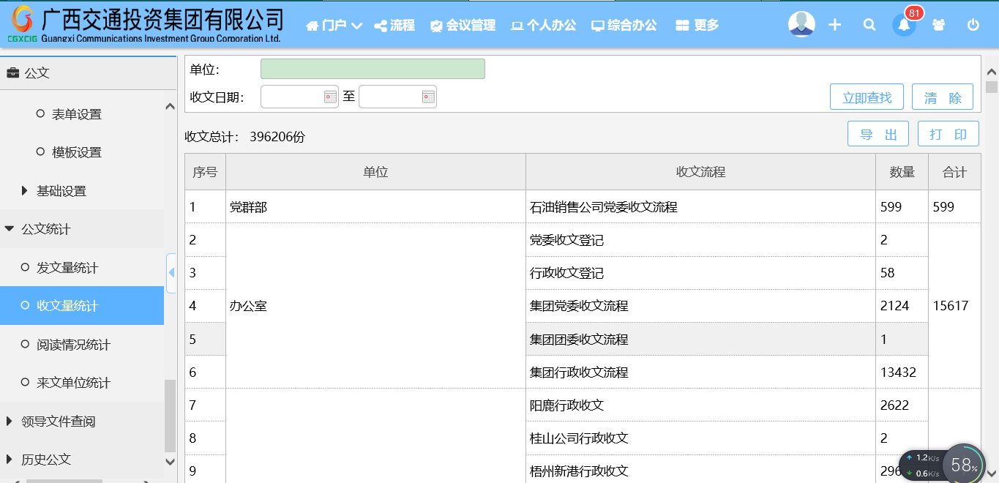 广西交通投资集团有限公司
CGXCIG Guangxi Communications Investment Group Corporation Ltd.
门户 流程 会议管理 个人办公 综合办公 更多 81
公文
表单设置
模板设置
基础设置
公文统计
发文量统计
收文量统计
阅读情况统计
来文单位统计
领导文件查阅
历史公文
单位：
收文日期： 至 立即查找 清 除
收文总计： 396206份 导 出 打 印
序号 单位 收文流程 数量 合计
1 党群部 石油销售公司党委收文流程 599 599
2 党委收文登记 2
3 行政收文登记 58
4 办公室 集团党委收文流程 2124 15617
5 集团团委收文流程 1
6 集团行政收文流程 13432
7 阳鹿行政收文 2622
8 桂山公司行政收文 2
9 梧州新港行政收文
1.2K/s
0.6K/s
58%